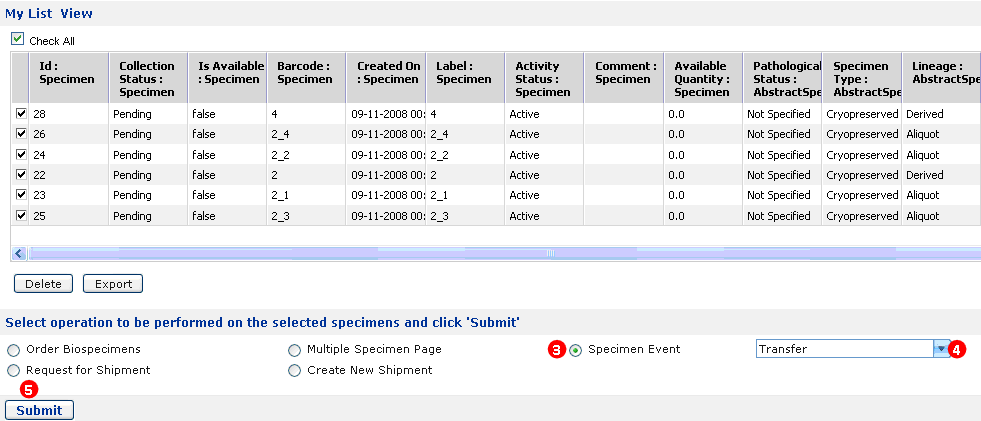 My List View
Check All
Id : Specimen Collection Status : Specimen Is Available : Specimen Barcode : Specimen Created On : Specimen Label : Specimen Activity Status : Specimen Comment : Specimen Available Quantity : Specimen Pathological Status : AbstractSpe Specimen Type : AbstractSpe Lineage : AbstractSpe
28 Pending false 4 09-11-2008 00: 4 Active 0.0 Not Specified Cryopreserved Derived
26 Pending false 2_4 09-11-2008 00: 2_4 Active 0.0 Not Specified Cryopreserved Aliquot
24 Pending false 2_2 09-11-2008 00: 2_2 Active 0.0 Not Specified Cryopreserved Aliquot
22 Pending false 2 09-11-2008 00: 2 Active 0.0 Not Specified Cryopreserved Derived
23 Pending false 2_1 09-11-2008 00: 2_1 Active 0.0 Not Specified Cryopreserved Aliquot
25 Pending false 2_3 09-11-2008 00: 2_3 Active 0.0 Not Specified Cryopreserved Aliquot
Delete Export
Select operation to be performed on the selected specimens and click 'Submit'
Order Biospecimens Multiple Specimen Page 3 Specimen Event Transfer 4
Request for Shipment Create New Shipment
5
Submit